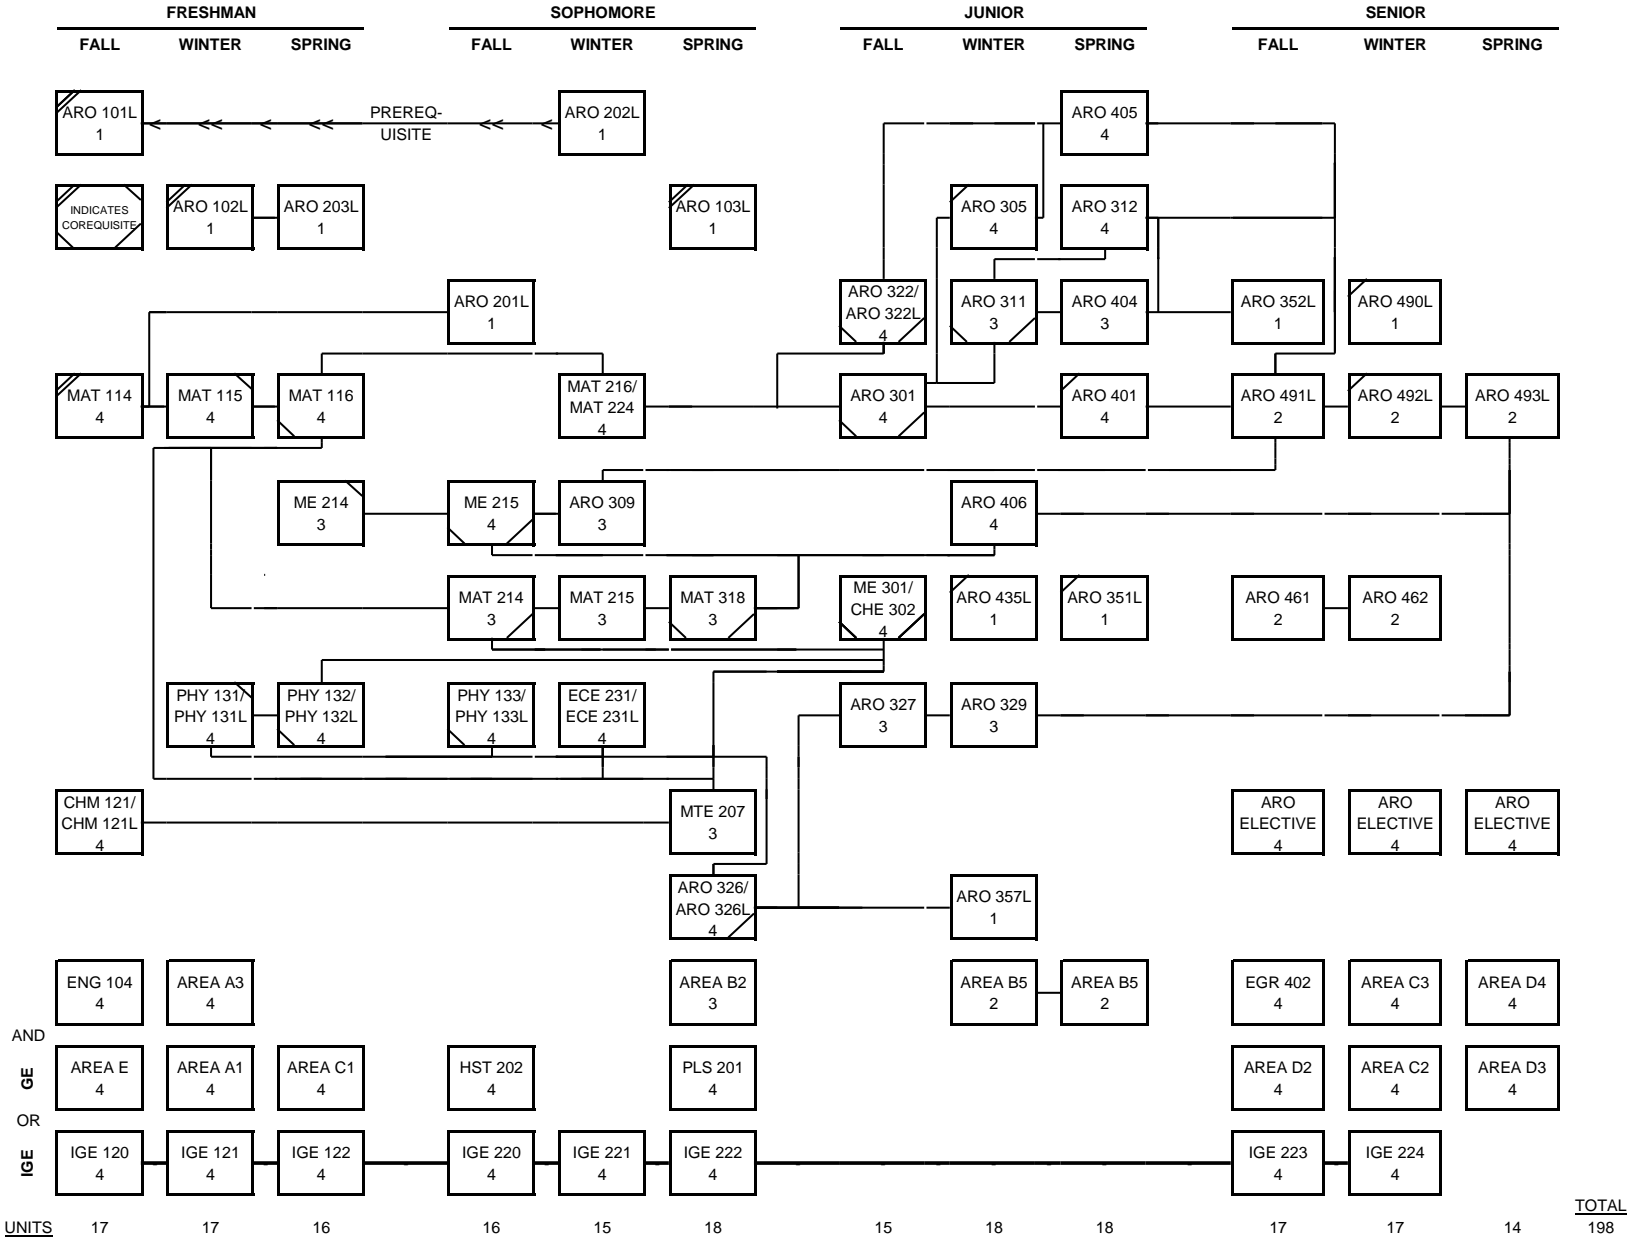 FRESHMAN SOPHOMORE JUNIOR SENIOR
FALL WINTER SPRING FALL WINTER SPRING FALL WINTER SPRING FALL WINTER SPRING
ARO 101L
1
PREREQ-
UISITE
ARO 202L
1
ARO 405
4
INDICATES
COREQUISITE
ARO 102L
1
ARO 203L
1
ARO 103L
1
ARO 305
4
ARO 312
4
ARO 201L
1
ARO 322/
ARO 322L
4
ARO 311
3
ARO 404
3
ARO 352L
1
ARO 490L
1
MAT 114
4
MAT 115
4
MAT 116
4
MAT 216/
MAT 224
4
ARO 301
4
ARO 401
4
ARO 491L
2
ARO 492L
2
ARO 493L
2
ME 214
3
ME 215
4
ARO 309
3
ARO 406
4
MAT 214
3
MAT 215
3
MAT 318
3
ME 301/
CHE 302
4
ARO 435L
1
ARO 351L
1
ARO 461
2
ARO 462
2
PHY 131/
PHY 131L
4
PHY 132/
PHY 132L
4
PHY 133/
PHY 133L
4
ECE 231/
ECE 231L
4
ARO 327
3
ARO 329
3
CHM 121/
CHM 121L
4
MTE 207
3
ARO
ELECTIVE
4
ARO
ELECTIVE
4
ARO
ELECTIVE
4
ARO 326/
ARO 326L
4
ARO 357L
1
ENG 104
4
AREA A3
4
AREA B2
3
AREA B5
2
AREA B5
2
EGR 402
4
AREA C3
4
AREA D4
4
AND
GE
AREA E
4
AREA A1
4
AREA C1
4
HST 202
4
PLS 201
4
AREA D2
4
AREA C2
4
AREA D3
4
OR
IGE
IGE 120
4
IGE 121
4
IGE 122
4
IGE 220
4
IGE 221
4
IGE 222
4
IGE 223
4
IGE 224
4
TOTAL
UNITS 17 17 16 16 15 18 15 18 18 17 17 14 198